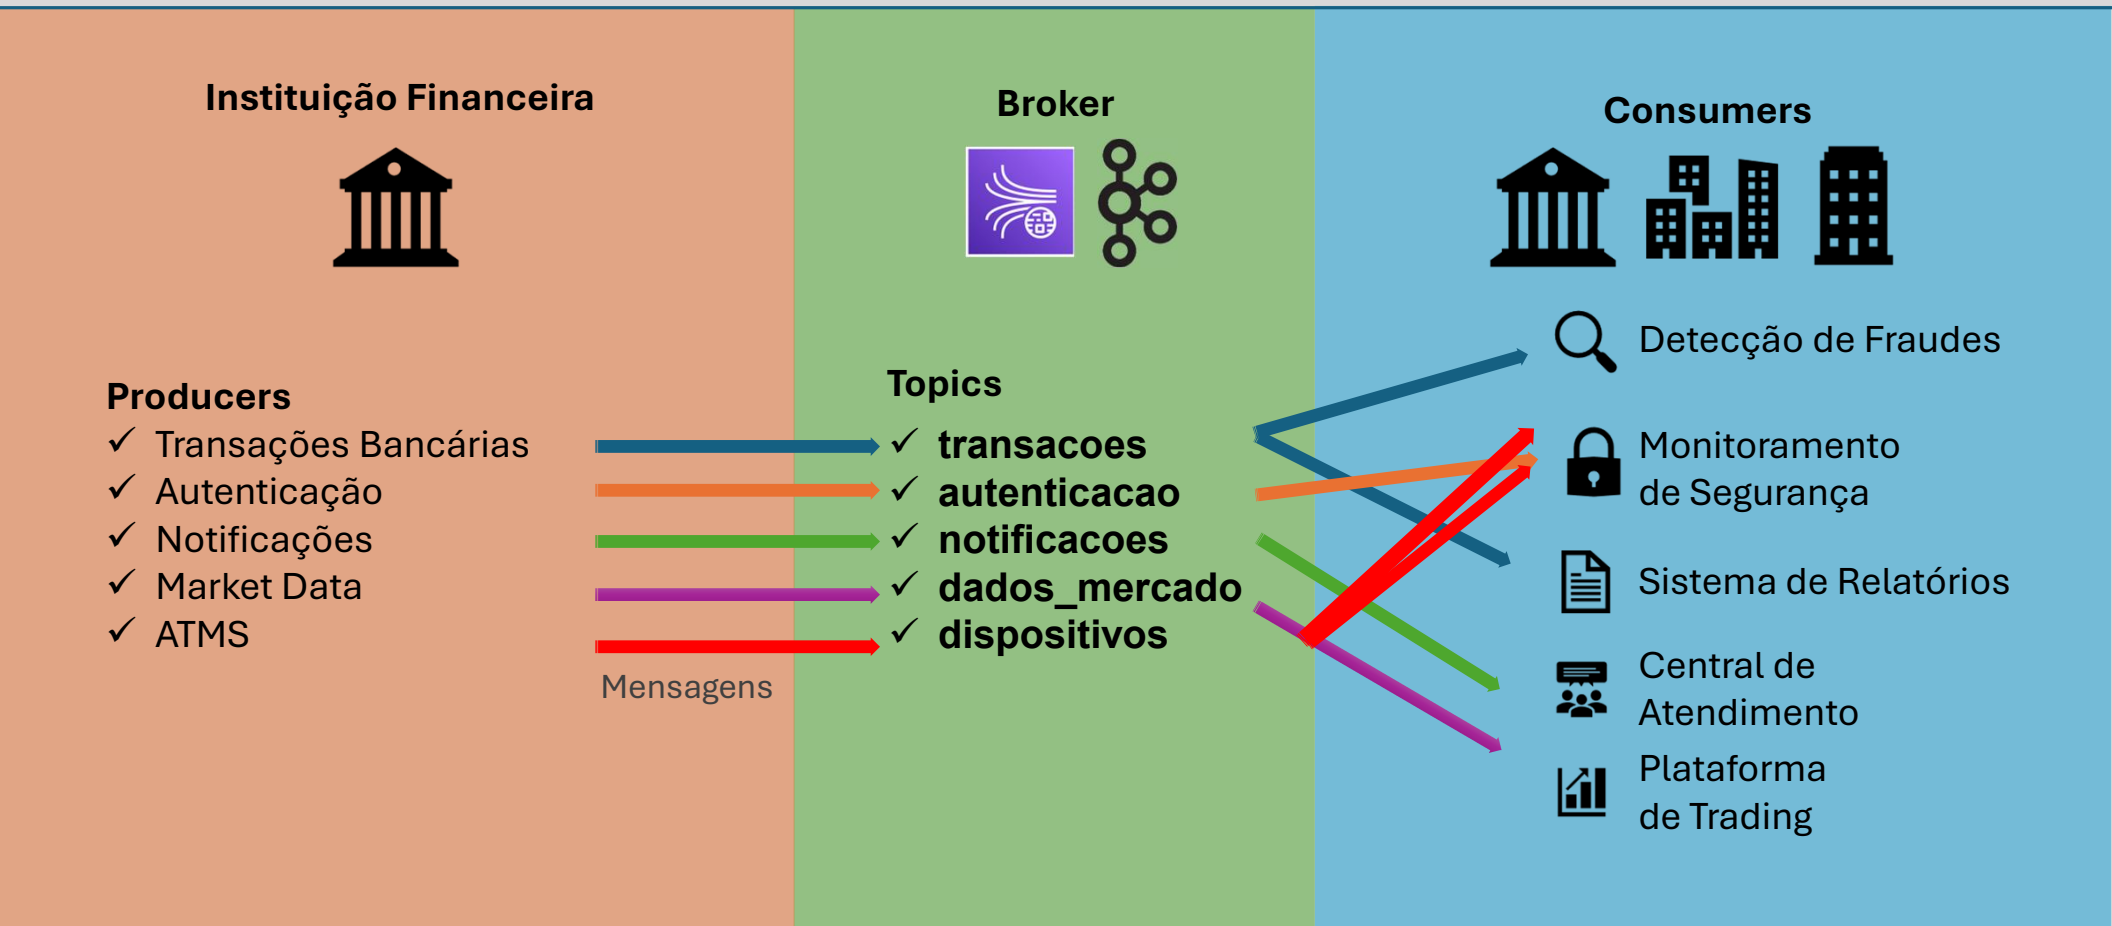 Instituição Financeira
Producers
Transações Bancárias
Autenticação
Notificações
Market Data
ATMS
Mensagens
Broker
Topics
transacoes
autenticacao
notificacoes
dados_mercado
dispositivos
Consumers
Detecção de Fraudes
Monitoramento
de Segurança
Sistema de Relatórios
Central de
Atendimento
Plataforma
de Trading